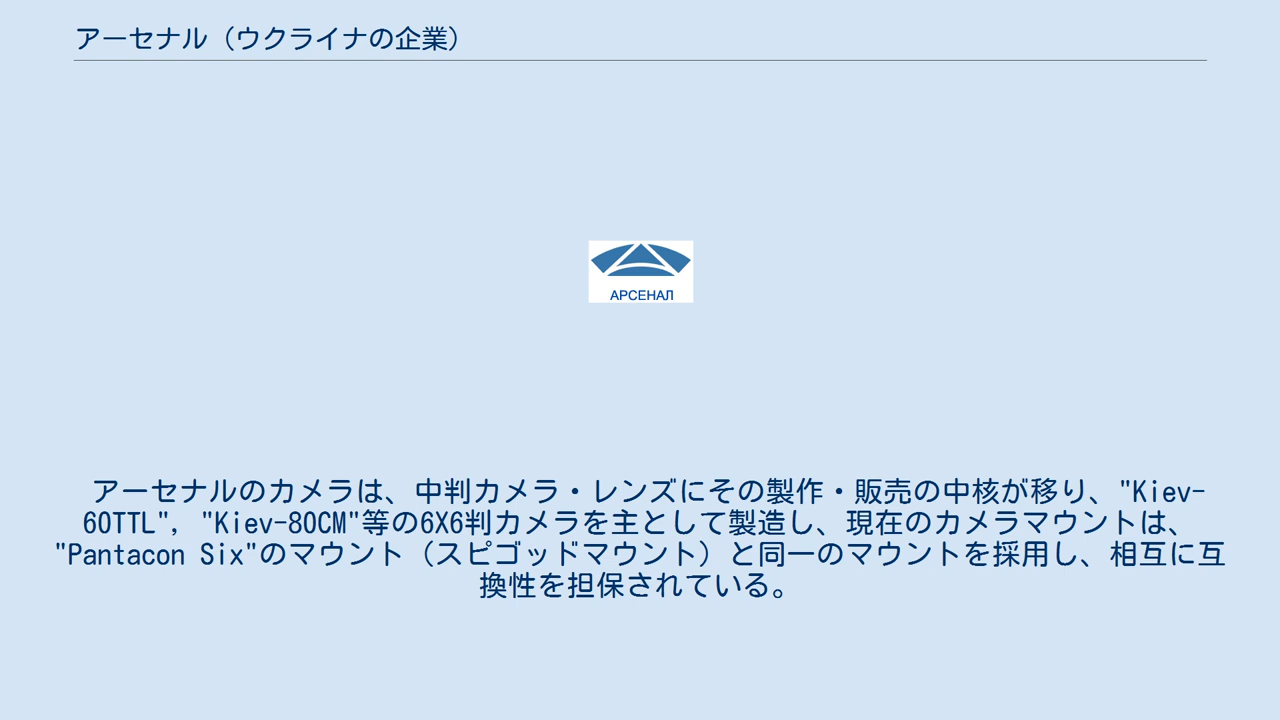 アーセナル（ウクライナの企業）
АРСЕНАЛ
アーセナルのカメラは、中判カメラ・レンズにその製作・販売の中核が移り、"Kiev-
60TTL", "Kiev-80CM"等の6X6判カメラを主として製造し、現在のカメラマウントは、
"Pantacon Six"のマウント（スピゴッドマウント）と同一のマウントを採用し、相互に互
換性を担保されている。